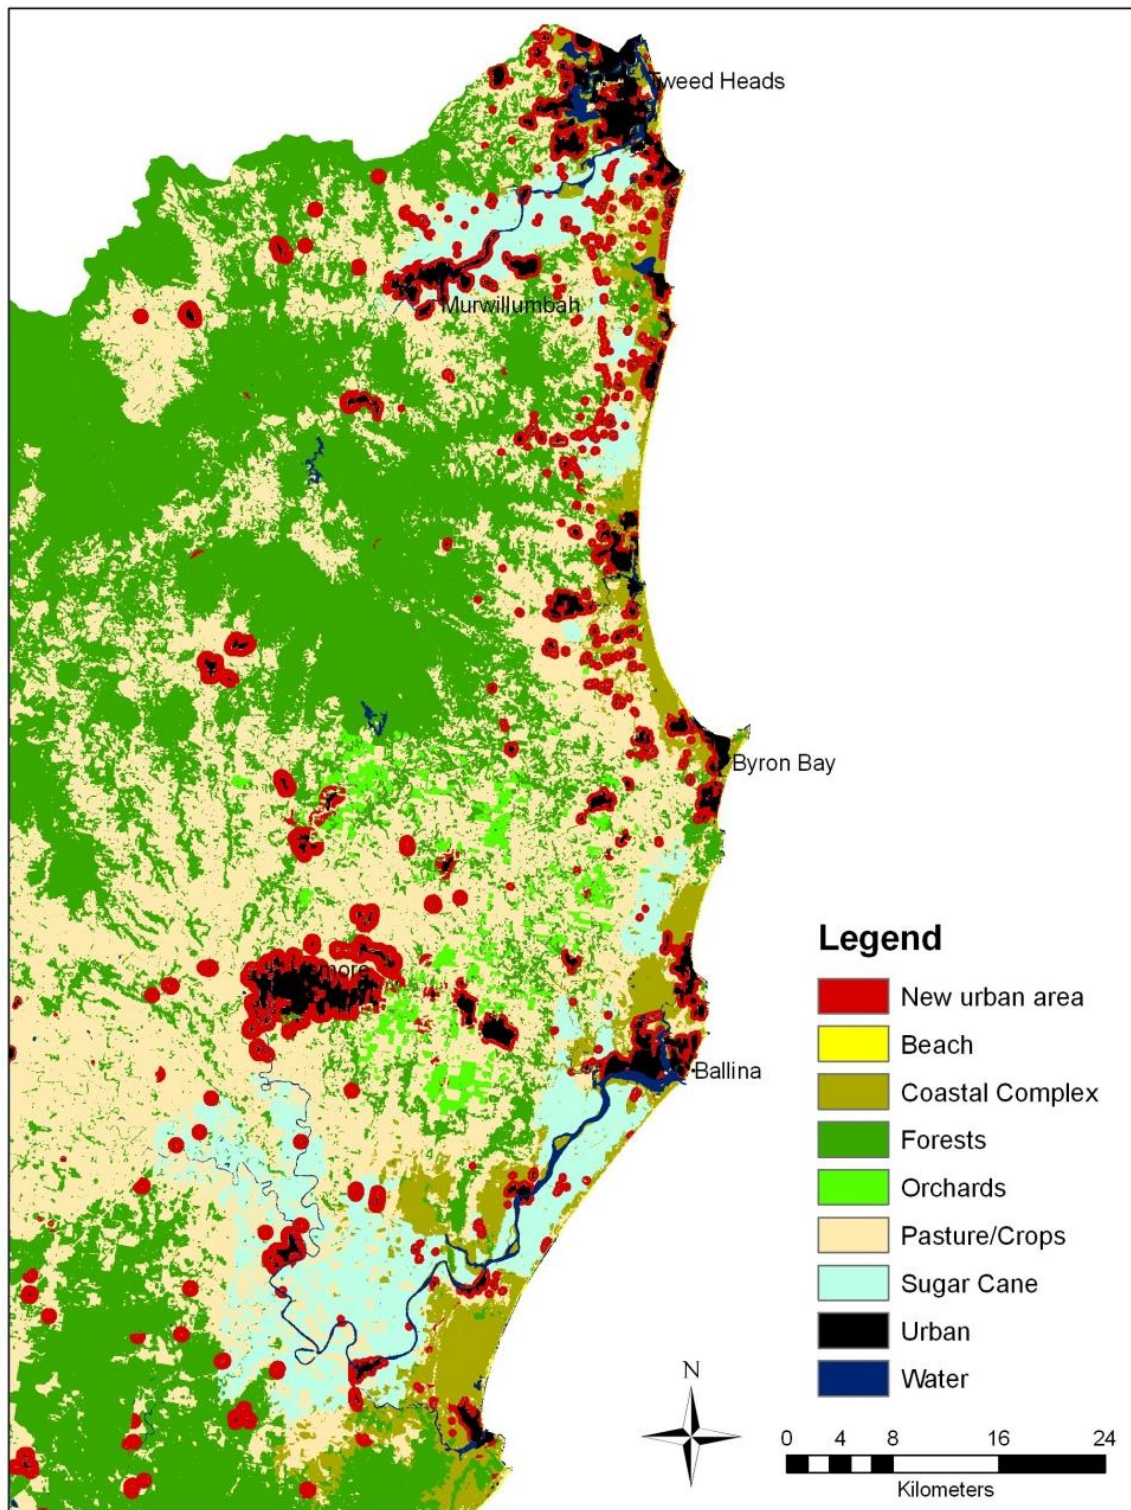 Tweed Heads
Murwillumbah
Byron Bay
Ballina
Legend
New urban area
Beach
Coastal Complex
Forests
Orchards
Pasture/Crops
Sugar Cane
Urban
Water
N
0 4 8 16 24
Kilometers